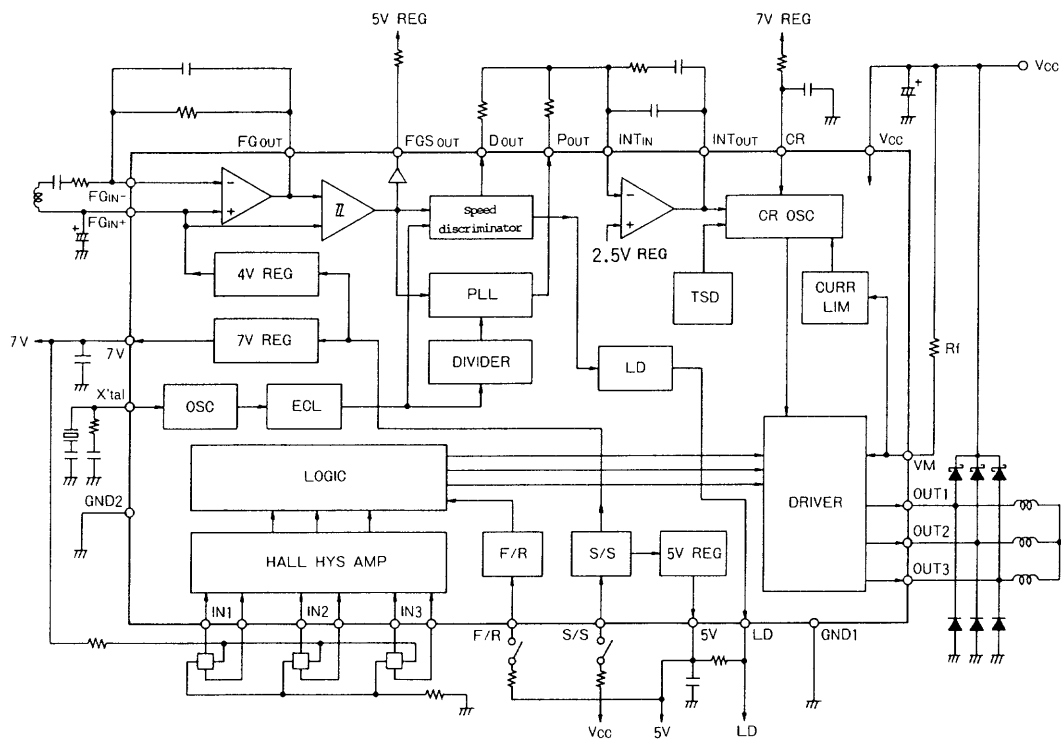 5V REG
7V REG
VCC
+
FGOUT
FGSOUT
DOUT
POUT
INTIN
INTOUT
CR
VCC
FGIN−
−
+
FGIN+
+
Speed
discriminator
−
+
2.5V REG
CR OSC
4V REG
PLL
TSD
CURR
LIM
7V
7V
7V REG
DIVIDER
LD
Rf
X'tal
OSC
ECL
VM
LOGIC
DRIVER
GND2
OUT1
F/R
S/S
5V REG
OUT2
HALL HYS AMP
OUT3
IN1
IN2
IN3
F/R
S/S
5V
LD
GND1
VCC
5V
LD